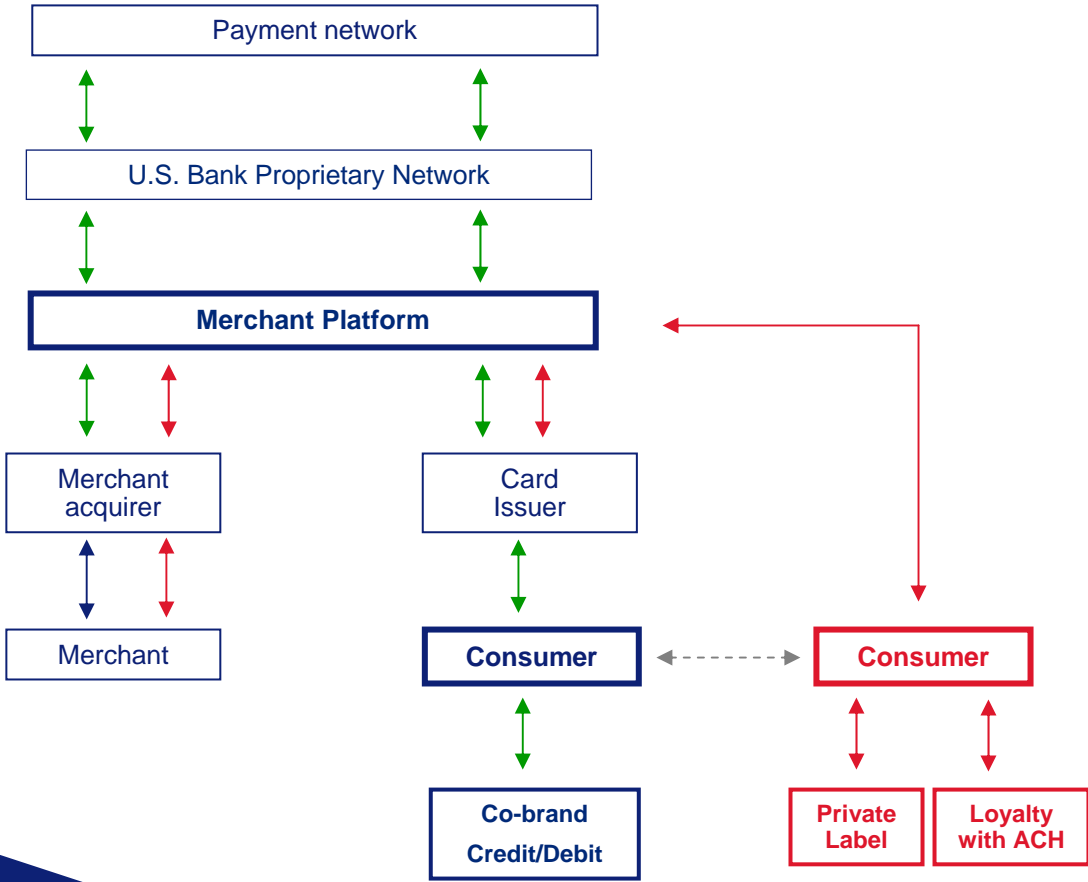 Payment network
U.S. Bank Proprietary Network
Merchant Platform
Merchant
acquirer
Card
Issuer
Merchant
Consumer
Consumer
Co-brand
Credit/Debit
Private
Label
Loyalty
with ACH